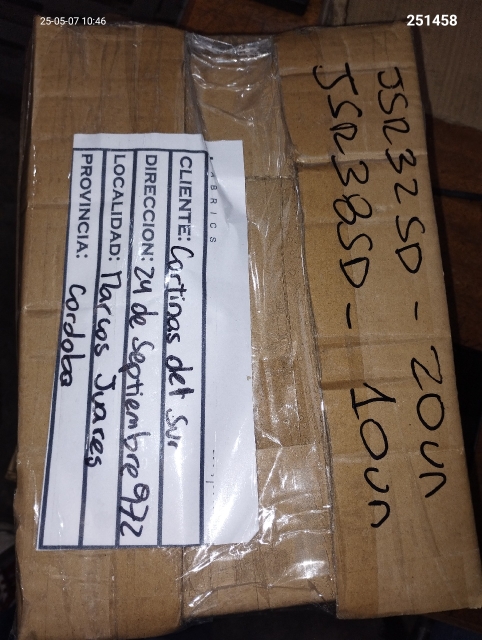 25-05-07 10:46
251458
JSR32SD - 20un
JSR38SD - 10un
BRICS
CLIENTE: Cortinas del Sur
DIRECCION: 24 de Septiembre 972
LOCALIDAD: Marcos Juares
PROVINCIA: Cordoba